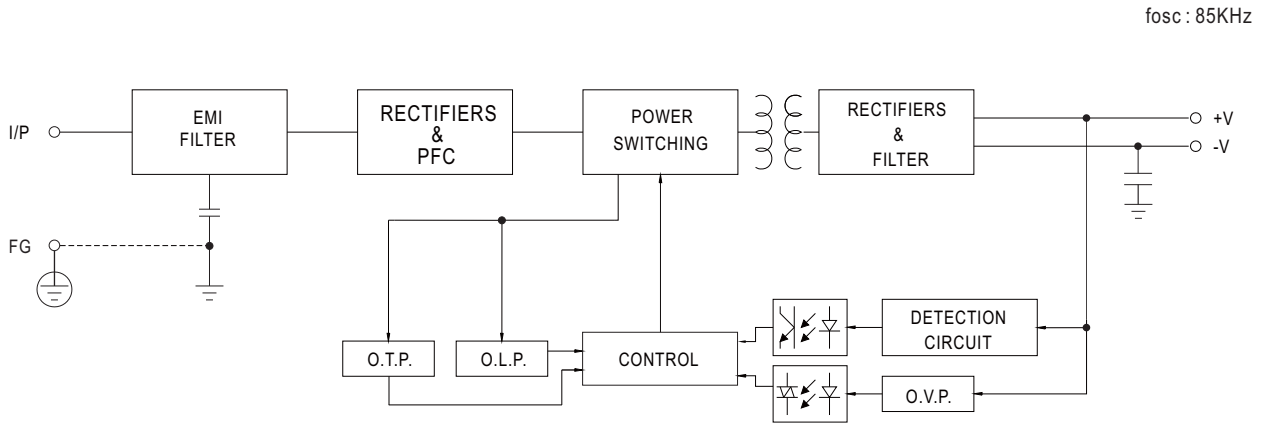 fosc : 85KHz
I/P
EMI
FILTER
RECTIFIERS
&
PFC
POWER
SWITCHING
RECTIFIERS
&
FILTER
+V
-V
FG
O.T.P.
O.L.P.
CONTROL
DETECTION
CIRCUIT
O.V.P.